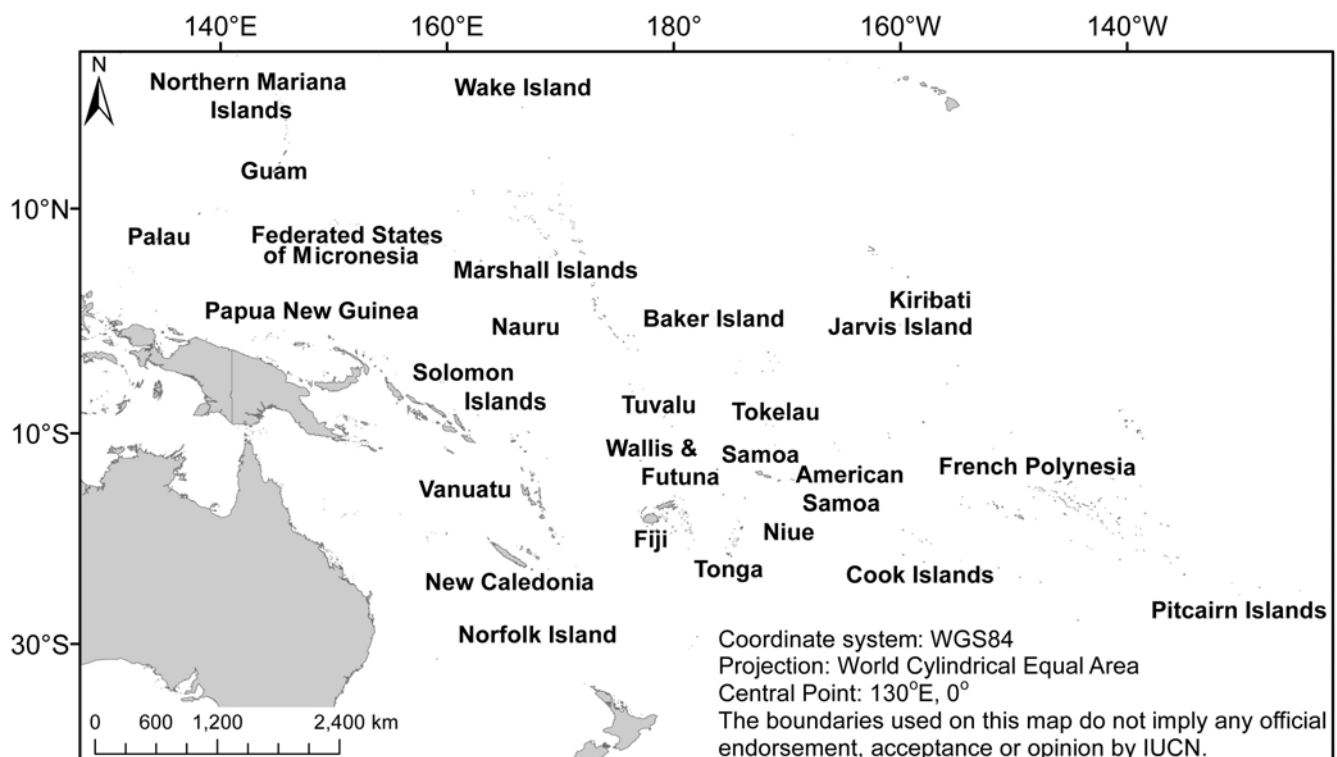 140°E 160°E 180° 160°W 140°W
N
Northern Mariana
Islands
Wake Island
Guam
10°N
Palau
Federated States
of Micronesia
Marshall Islands
Papua New Guinea
Nauru
Baker Island
Kiribati
Jarvis Island
Solomon
Islands
Tuvalu
Tokelau
10°S
Wallis &
Futuna
Samoa
American
Samoa
French Polynesia
Vanuatu
Fiji
Niue
Tonga
New Caledonia
Cook Islands
Pitcairn Islands
Norfolk Island
30°S
Coordinate system: WGS84
Projection: World Cylindrical Equal Area
Central Point: 130°E, 0°
The boundaries used on this map do not imply any official
endorsement, acceptance or opinion by IUCN.
0 600 1,200 2,400 km